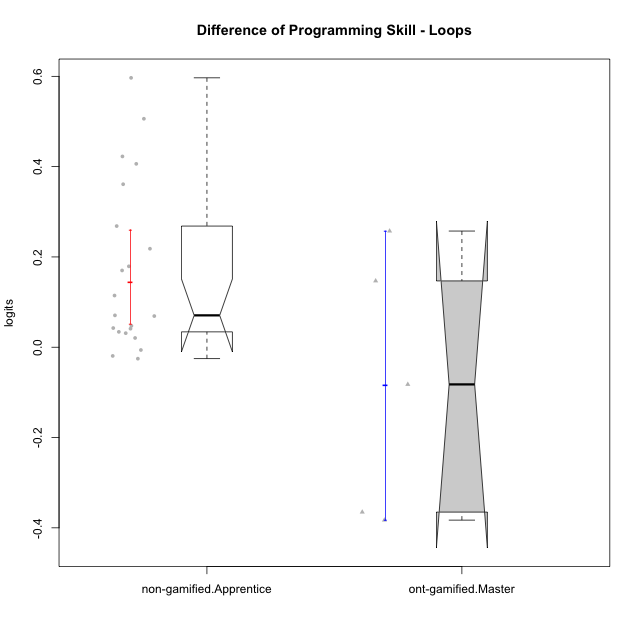 Difference of Programming Skill - Loops
logits
0.6
0.4
0.2
0.0
-0.2
-0.4
non-gamified.Apprentice
ont-gamified.Master